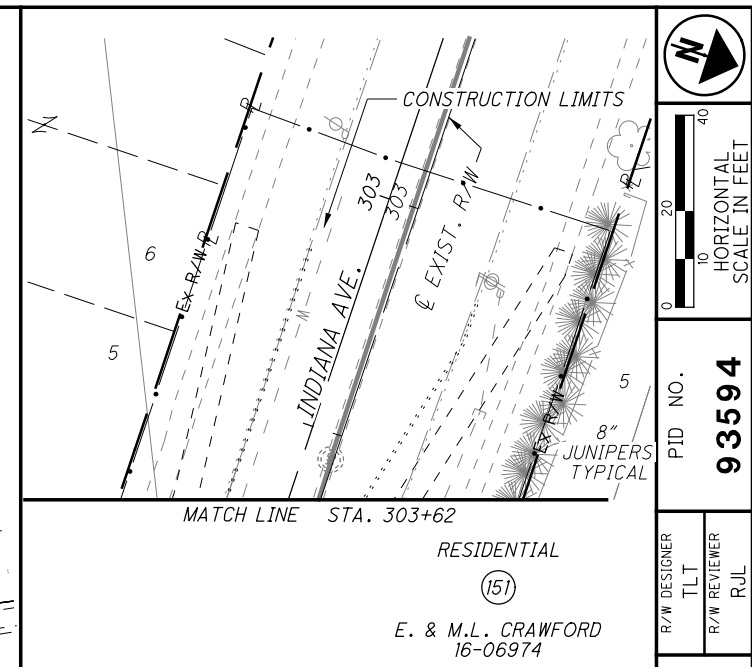 CONSTRUCTION LIMITS
303
303
INDIANA AVE.
℄ EXIST. R/W
EX R/W
6
5
5
EX R/W
8"
JUNIPERS
TYPICAL
W
MATCH LINE STA. 303+62
RESIDENTIAL
151
E. & M.L. CRAWFORD
16-06974
N
0 10 20 40
HORIZONTAL
SCALE IN FEET
PID NO.
93594
R/W DESIGNER
TLT
R/W REVIEWER
RJL